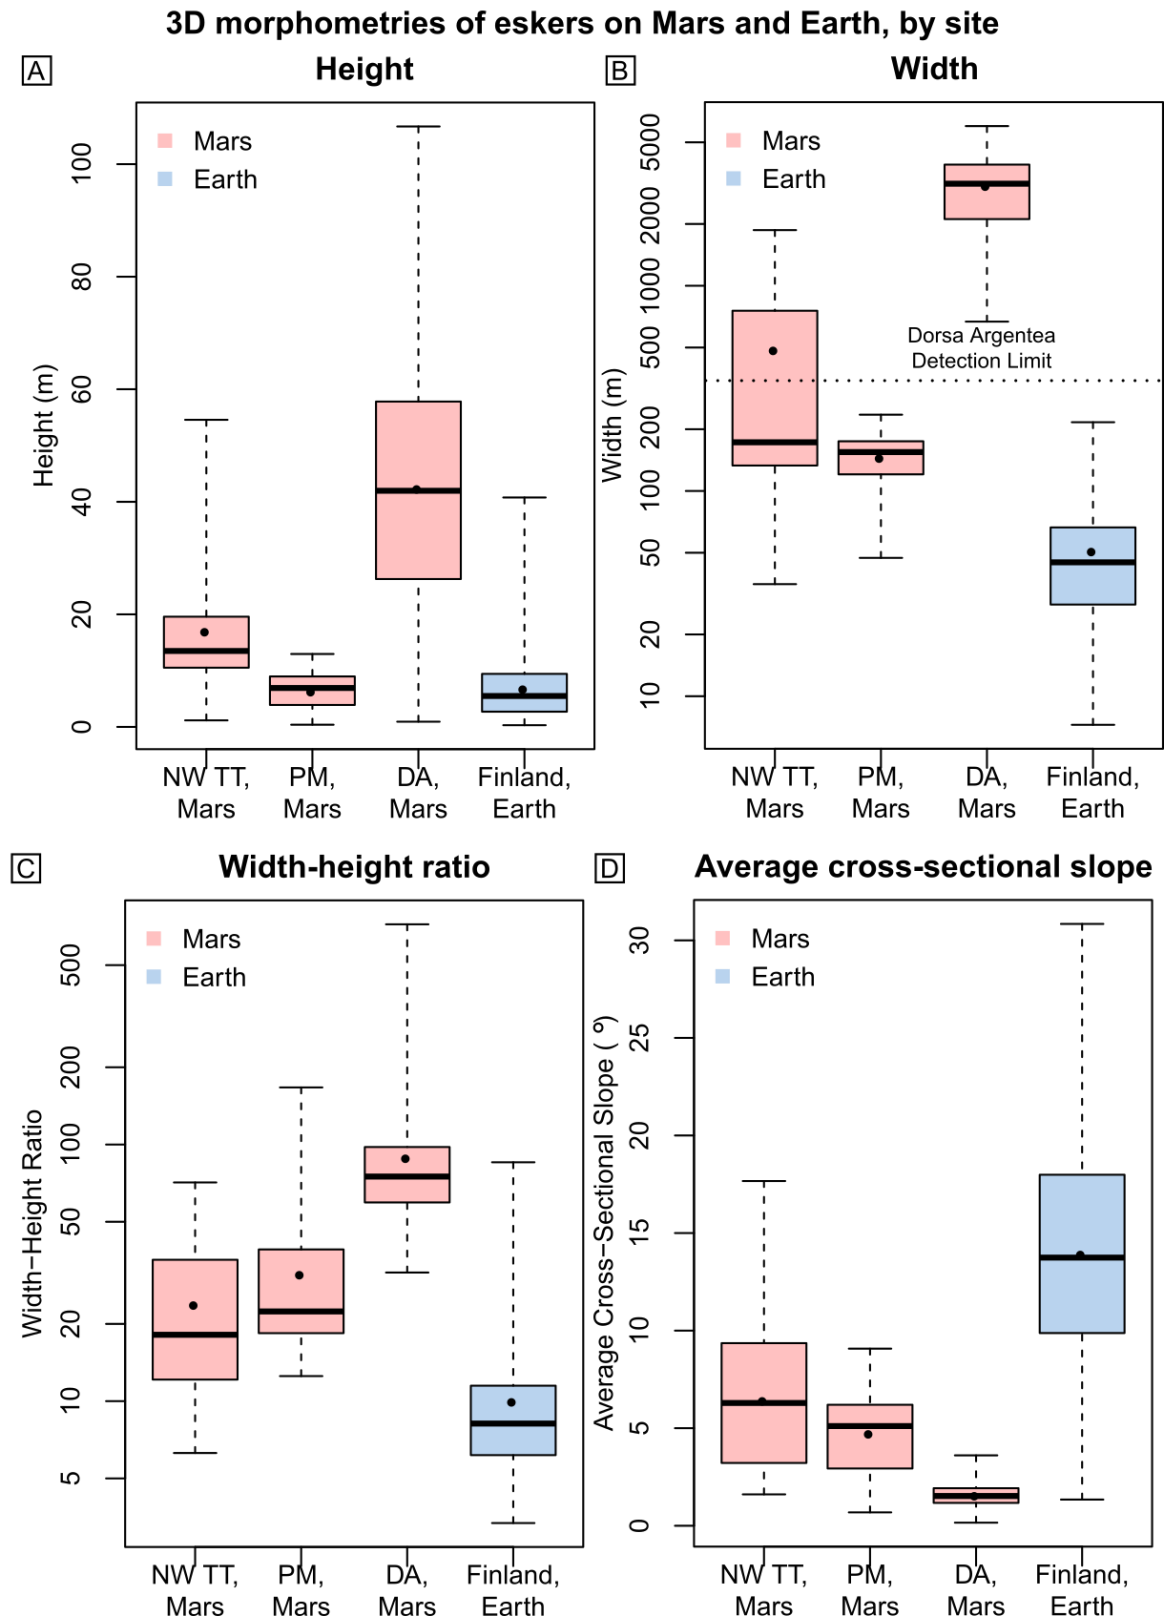 3D morphometries of eskers on Mars and Earth, by site
A
Height
Mars
Earth
Height (m)
100
80
60
40
20
0
NW TT,
Mars
PM,
Mars
DA,
Mars
Finland,
Earth
B
Width
Mars
Earth
Width (m)
5000
2000
1000
500
200
100
50
20
10
Dorsa Argentea
Detection Limit
NW TT,
Mars
PM,
Mars
DA,
Mars
Finland,
Earth
C
Width-height ratio
Mars
Earth
Width−Height Ratio
500
200
100
50
20
10
5
NW TT,
Mars
PM,
Mars
DA,
Mars
Finland,
Earth
D
Average cross-sectional slope
Mars
Earth
Average Cross−Sectional Slope ( º)
30
25
20
15
10
5
0
NW TT,
Mars
PM,
Mars
DA,
Mars
Finland,
Earth